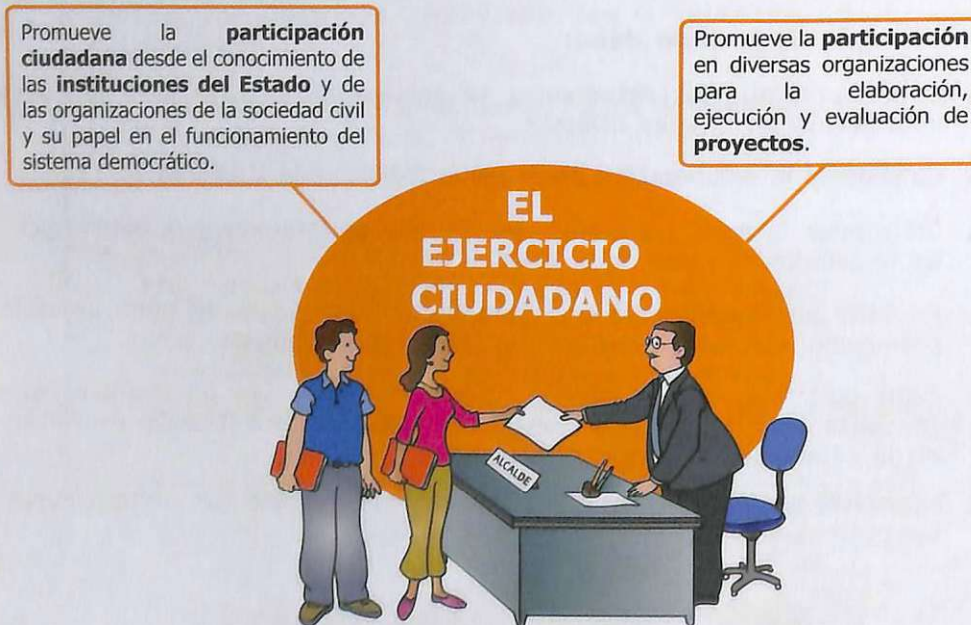 Promueve la participación
ciudadana desde el conocimiento de
las instituciones del Estado y de
las organizaciones de la sociedad civil
y su papel en el funcionamiento del
sistema democrático.
Promueve la participación
en diversas organizaciones
para la elaboración,
ejecución y evaluación de
proyectos.
EL
EJERCICIO
CIUDADANO
ALCALDE